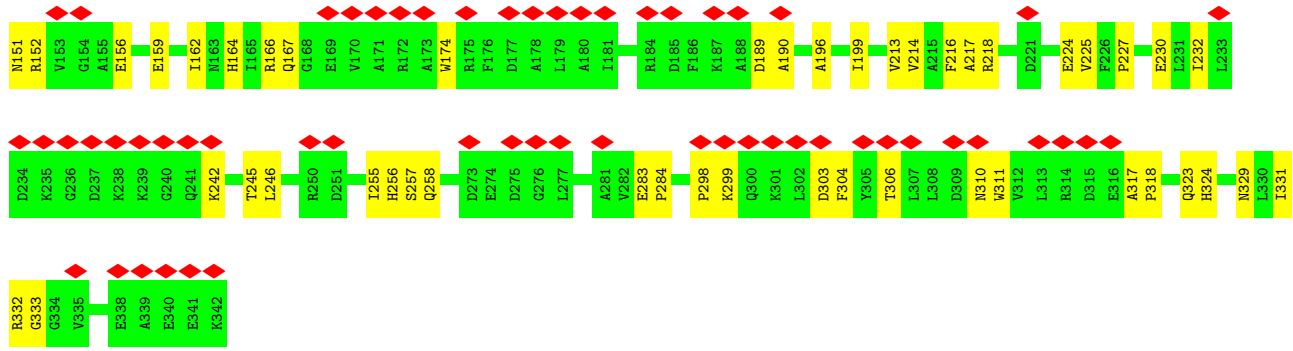 N151 R152 V153 G154 A155 E156 E159 I162 N163 H164 I165 R166 Q167 G168 E169 V170 A171 R172 A173 W174 R175 F176 D177 A178 L179 A180 I181 R184 D185 F186 K187 A188 D189 A190 A196 I199 V213 V214 A215 F216 A217 R218 D221 E224 V225 F226 P227 E230 L231 I232 L233
D234 K235 G236 D237 K238 K239 G240 Q241 K242 T245 L246 R250 D251 I255 H256 S257 Q258 D273 E274 D275 G276 L277 A281 V282 E283 P284 P298 K299 Q300 K301 L302 D303 F304 Y305 T306 L307 L308 D309 N310 W311 V312 L313 R314 D315 E316 A317 P318 Q323 H324 N329 L330 I331
R332 G333 G334 V335 E338 A339 E340 E341 K342